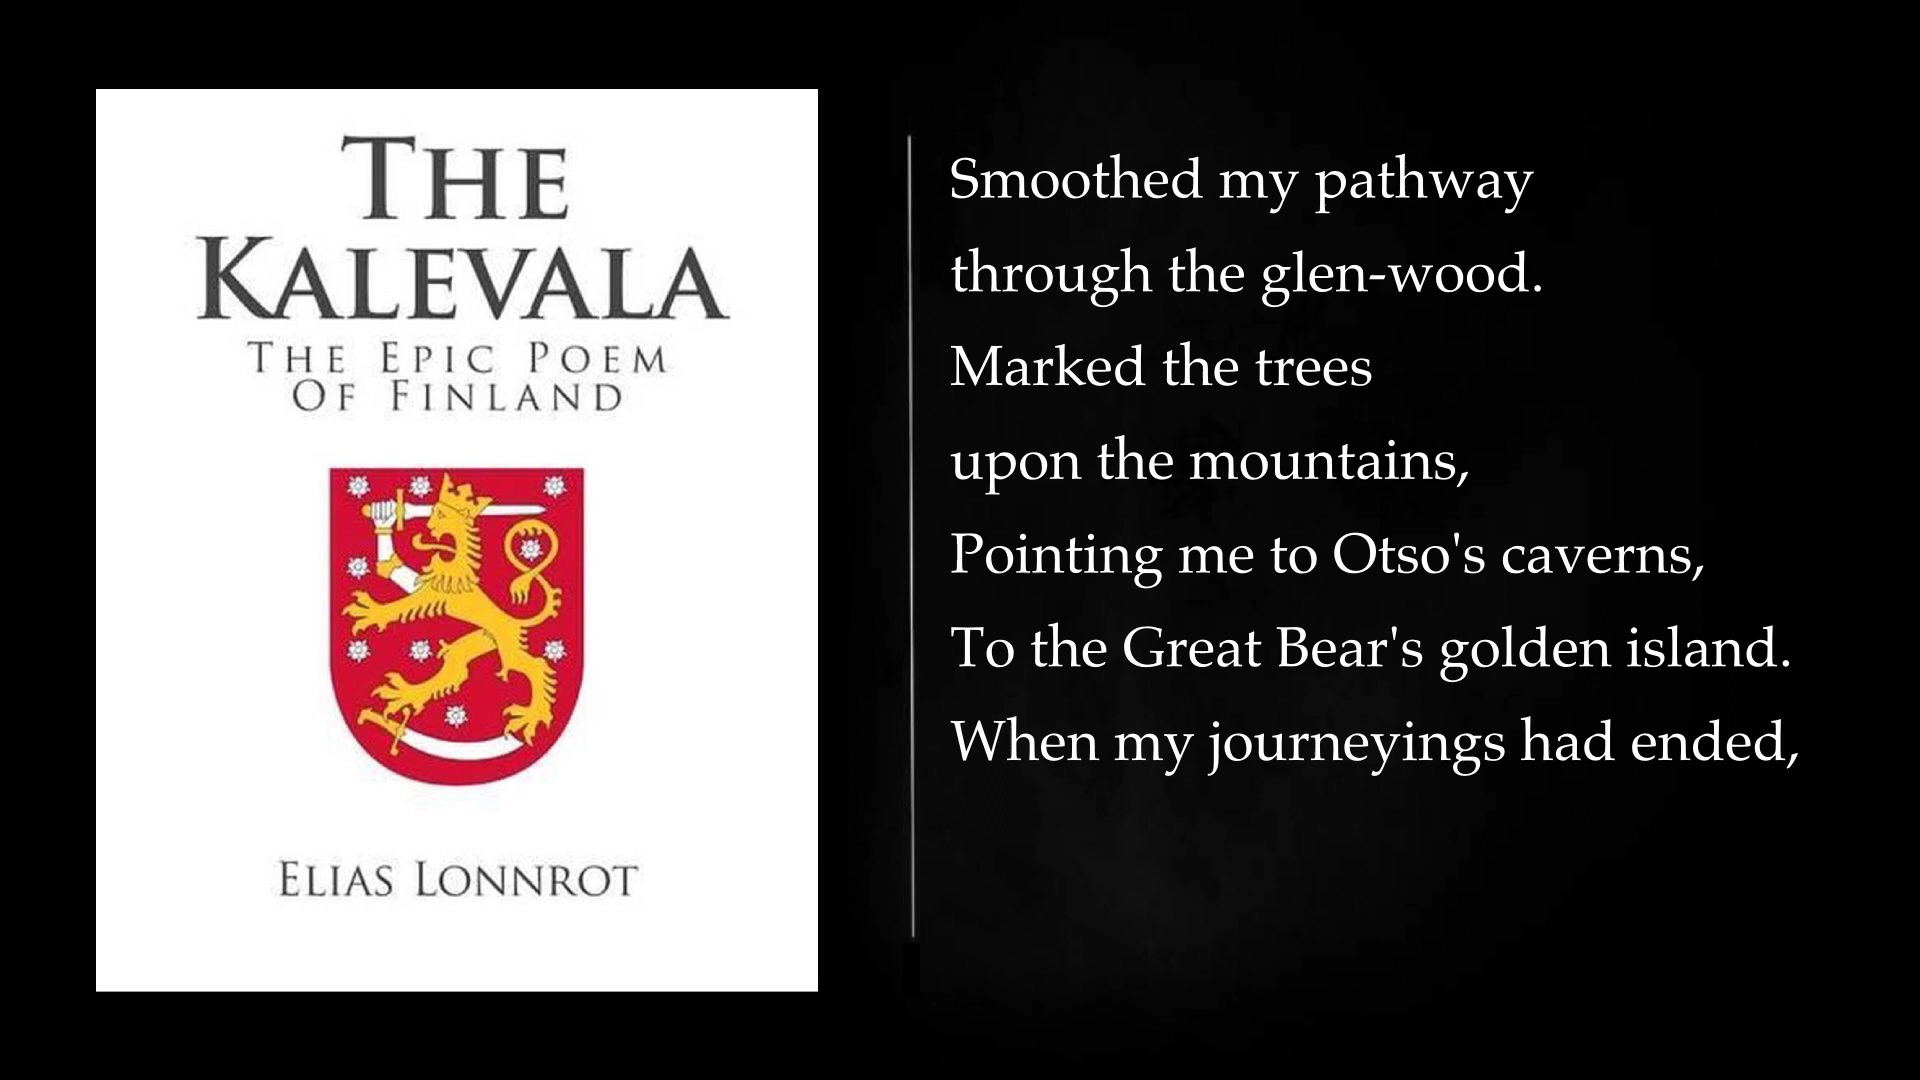 THE
KALEVALA
THE EPIC POEM
OF FINLAND
ELIAS LONNROT
Smoothed my pathway
through the glen-wood.
Marked the trees
upon the mountains,
Pointing me to Otso's caverns,
To the Great Bear's golden island.
When my journeyings had ended,